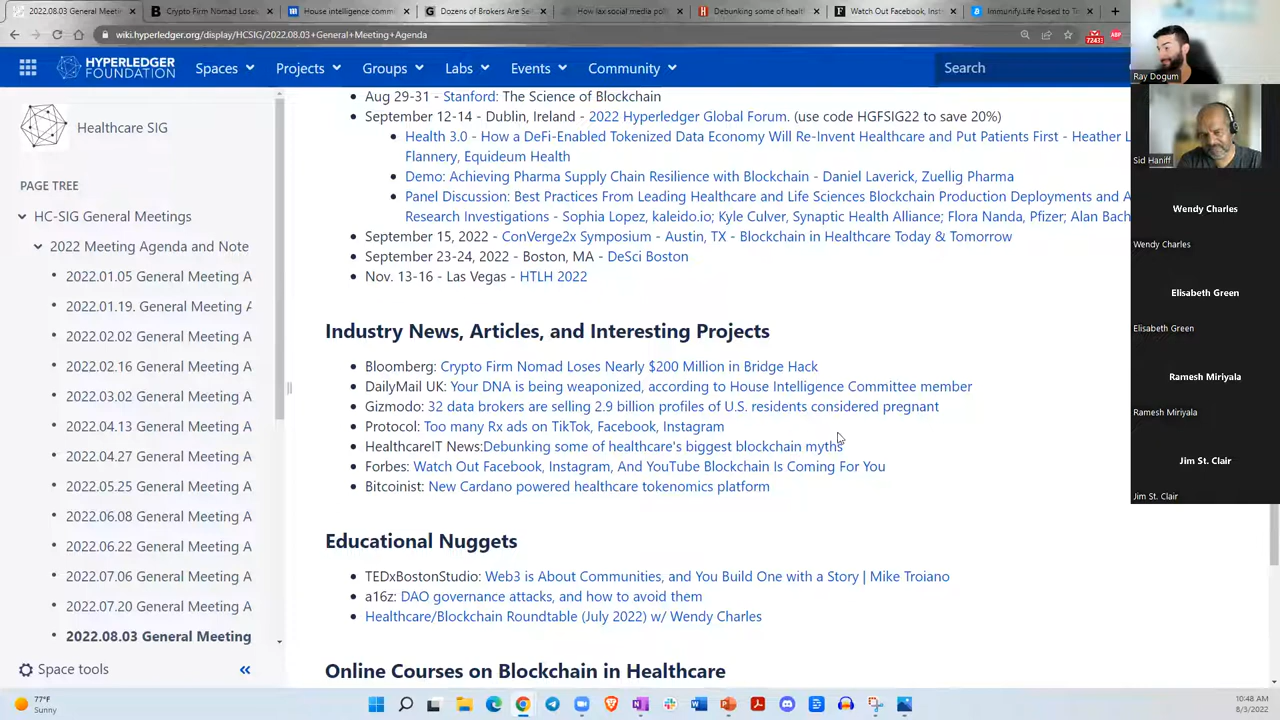 Crypto Firm Nomad Loses
House intelligence comm
Dozens of Brokers Are Se
How lax social media poli
Debunking some of healt
Watch Out Facebook, Inst
Immunify.Life Poised to T
wiki.hyperledger.org/display/HCSIG/2022.08.03+General+Meeting+Agenda
HYPERLEDGER
FOUNDATION
Spaces
Projects
Groups
Labs
Events
Community
Search
Healthcare SIG
PAGE TREE
HC-SIG General Meetings
2022 Meeting Agenda and Note
2022.01.05 General Meeting A
2022.01.19. General Meeting A
2022.02.02 General Meeting A
2022.02.16 General Meeting A
2022.03.02 General Meeting A
2022.04.13 General Meeting A
2022.04.27 General Meeting A
2022.05.25 General Meeting A
2022.06.08 General Meeting A
2022.06.22 General Meeting A
2022.07.06 General Meeting A
2022.07.20 General Meeting A
2022.08.03 General Meeting
Space tools
Aug 29-31 - Stanford: The Science of Blockchain
September 12-14 - Dublin, Ireland - 2022 Hyperledger Global Forum. (use code HGFSIG22 to save 20%)
Health 3.0 - How a DeFi-Enabled Tokenized Data Economy Will Re-Invent Healthcare and Put Patients First - Heather L
Flannery, Equideum Health
Demo: Achieving Pharma Supply Chain Resilience with Blockchain - Daniel Laverick, Zuellig Pharma
Panel Discussion: Best Practices From Leading Healthcare and Life Sciences Blockchain Production Deployments and A
Research Investigations - Sophia Lopez, kaleido.io; Kyle Culver, Synaptic Health Alliance; Flora Nanda, Pfizer; Alan Bach
September 15, 2022 - ConVerge2x Symposium - Austin, TX - Blockchain in Healthcare Today & Tomorrow
September 23-24, 2022 - Boston, MA - DeSci Boston
Nov. 13-16 - Las Vegas - HTLH 2022
Industry News, Articles, and Interesting Projects
Bloomberg: Crypto Firm Nomad Loses Nearly $200 Million in Bridge Hack
DailyMail UK: Your DNA is being weaponized, according to House Intelligence Committee member
Gizmodo: 32 data brokers are selling 2.9 billion profiles of U.S. residents considered pregnant
Protocol: Too many Rx ads on TikTok, Facebook, Instagram
HealthcareIT News:Debunking some of healthcare's biggest blockchain myths
Forbes: Watch Out Facebook, Instagram, And YouTube Blockchain Is Coming For You
Bitcoinist: New Cardano powered healthcare tokenomics platform
Educational Nuggets
TEDxBostonStudio: Web3 is About Communities, and You Build One with a Story | Mike Troiano
a16z: DAO governance attacks, and how to avoid them
Healthcare/Blockchain Roundtable (July 2022) w/ Wendy Charles
Online Courses on Blockchain in Healthcare
Ray Dogum
Sid Haniff
Wendy Charles
Wendy Charles
Elisabeth Green
Elisabeth Green
Ramesh Miriyala
Ramesh Miriyala
Jim St. Clair
Jim St. Clair
77°F
Sunny
10:48 AM
8/3/2022